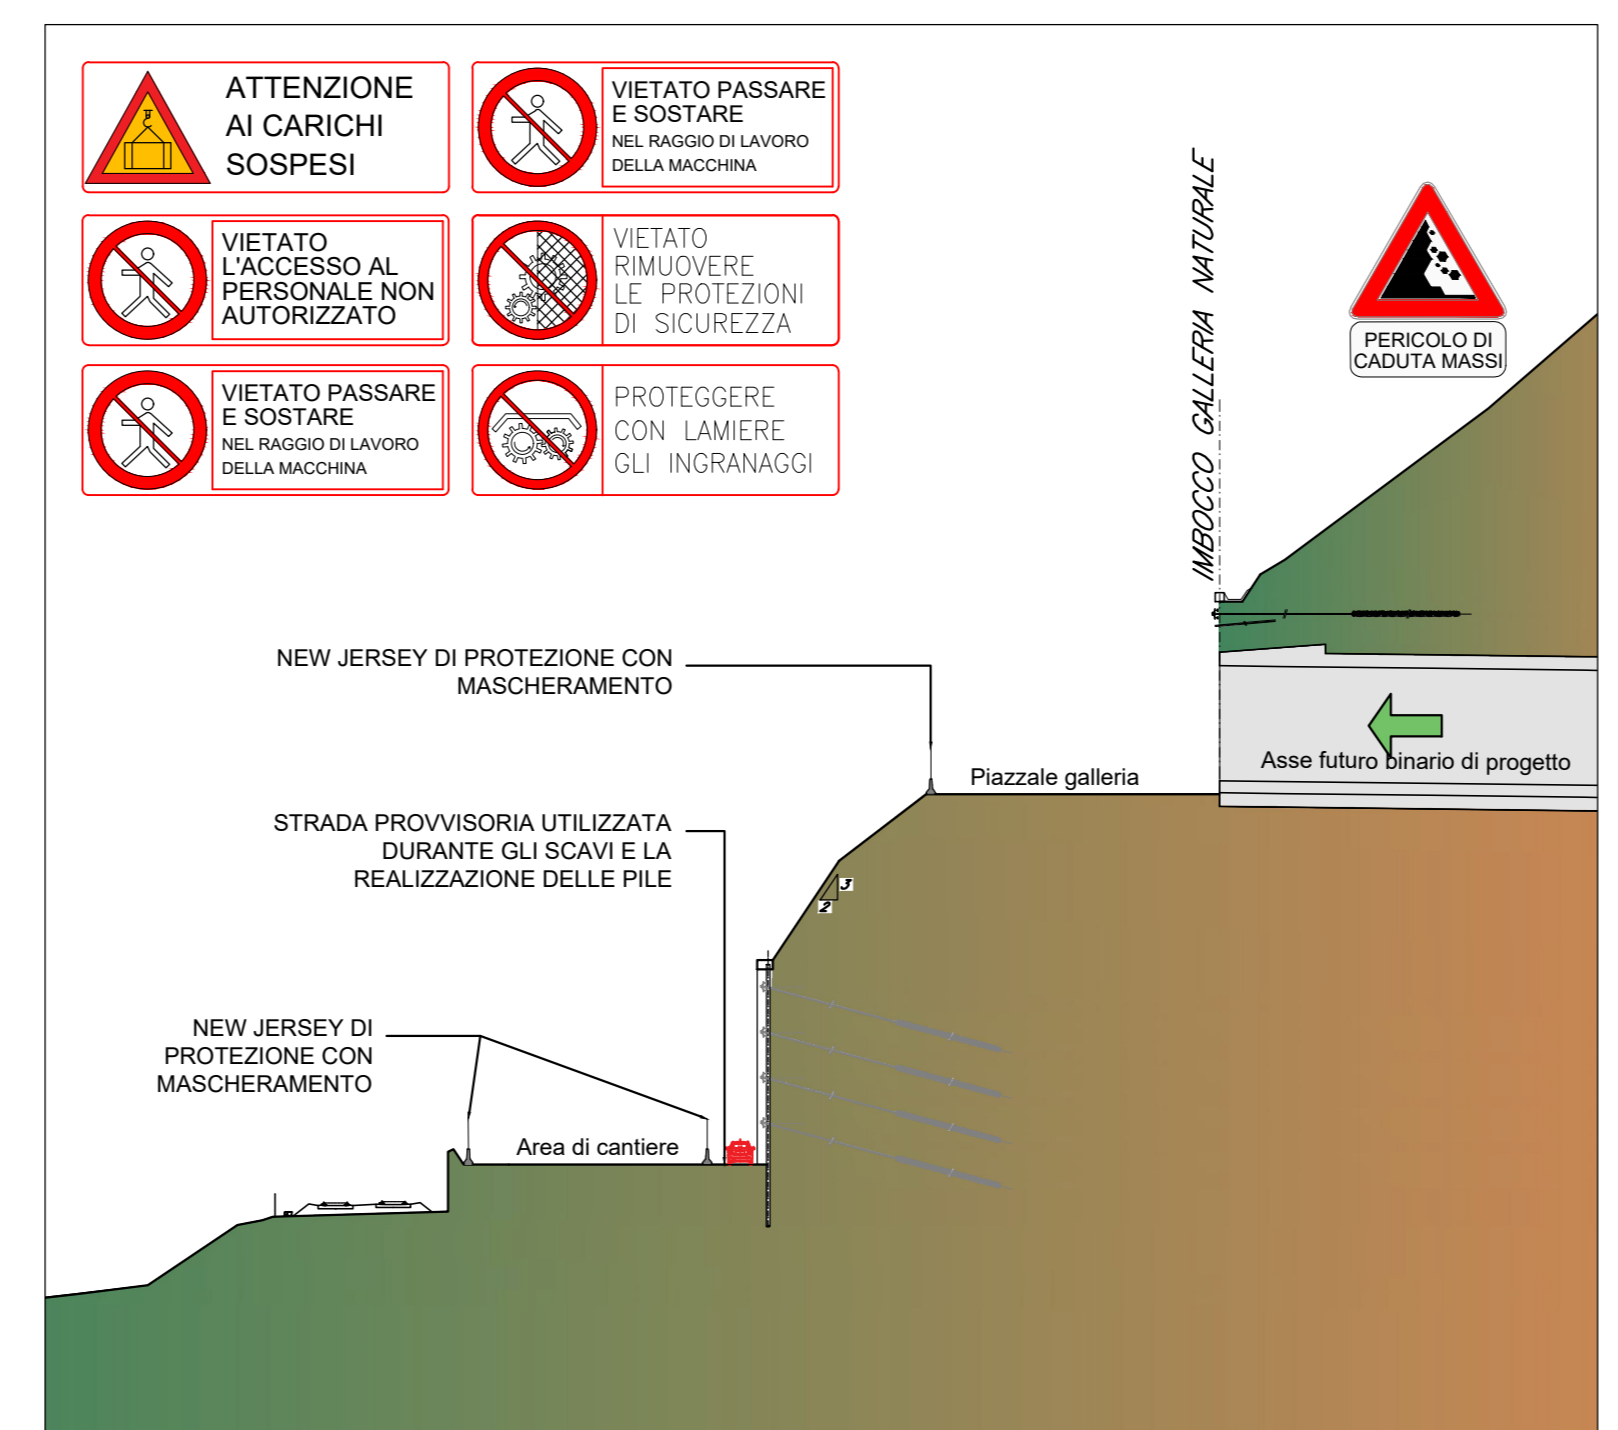 ATTENZIONE
AI CARICHI
SOSPESI
VIETATO PASSARE
E SOSTARE
NEL RAGGIO DI LAVORO
DELLA MACCHINA
VIETATO
L'ACCESSO AL
PERSONALE NON
AUTORIZZATO
VIETATO
RIMUOVERE
LE PROTEZIONI
DI SICUREZZA
VIETATO PASSARE
E SOSTARE
NEL RAGGIO DI LAVORO
DELLA MACCHINA
PROTEGGERE
CON LAMIERE
GLI INGRANAGGI
IMBOCCO GALLERIA NATURALE
PERICOLO DI
CADUTA MASSI
NEW JERSEY DI PROTEZIONE CON
MASCHERAMENTO
Asse futuro binario di progetto
Piazzale galleria
STRADA PROVVISORIA UTILIZZATA
DURANTE GLI SCAVI E LA
REALIZZAZIONE DELLE PILE
3
2
NEW JERSEY DI
PROTEZIONE CON
MASCHERAMENTO
Area di cantiere